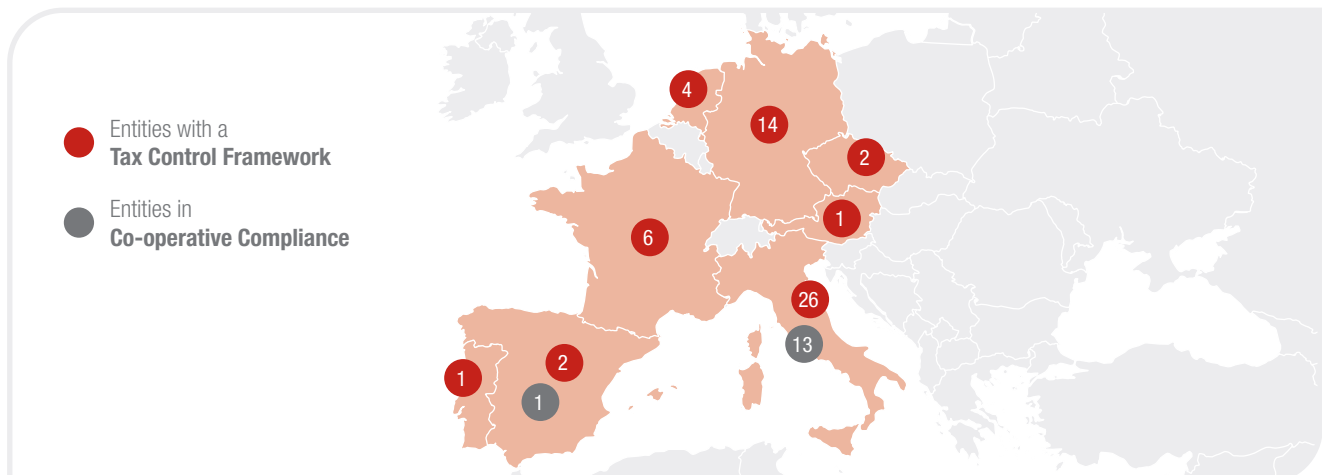 Entities with a
Tax Control Framework
Entities in
Co-operative Compliance
4
14
2
1
6
26
13
2
1
1